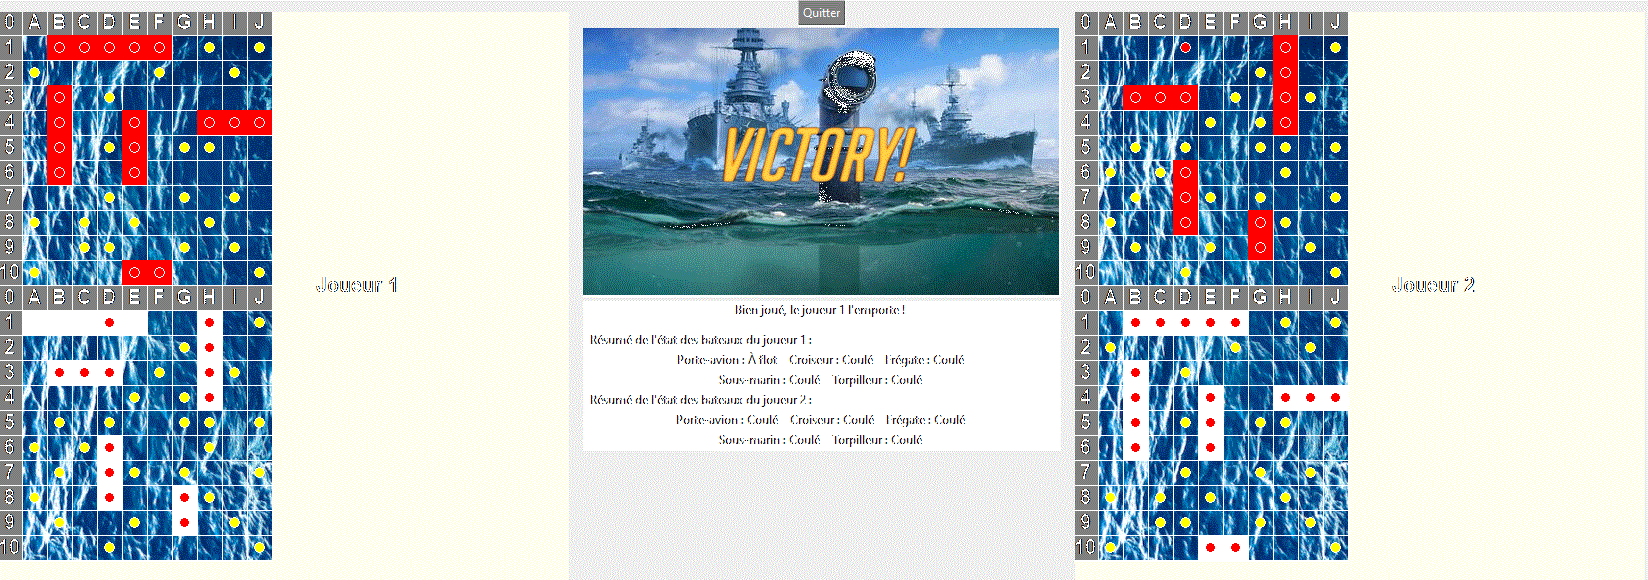 Quitter
0 A B C D E F G H I J
1
2
3
4
5
6
7
8
9
10
0 A B C D E F G H I J
1
2
3
4
5
6
7
8
9
10
Joueur 1
VICTORY!
Bien joué, le joueur 1 l'emporte !
Résumé de l'état des bateaux du joueur 1 :
Porte-avion : À flot Croiseur : Coulé Frégate : Coulé
Sous-marin : Coulé Torpilleur : Coulé
Résumé de l'état des bateaux du joueur 2 :
Porte-avion : Coulé Croiseur : Coulé Frégate : Coulé
Sous-marin : Coulé Torpilleur : Coulé
0 A B C D E F G H I J
1
2
3
4
5
6
7
8
9
10
0 A B C D E F G H I J
1
2
3
4
5
6
7
8
9
10
Joueur 2